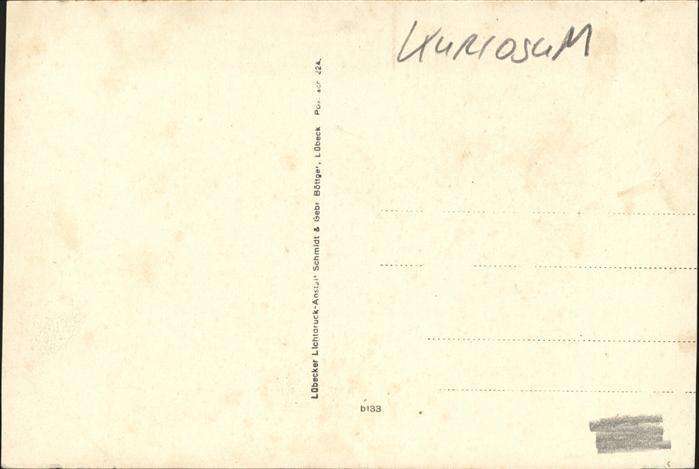 KURIOSUM
Lübecker Lichtdruck-Anstalt Schmidt & Gebr Böttger, Lübeck
b133